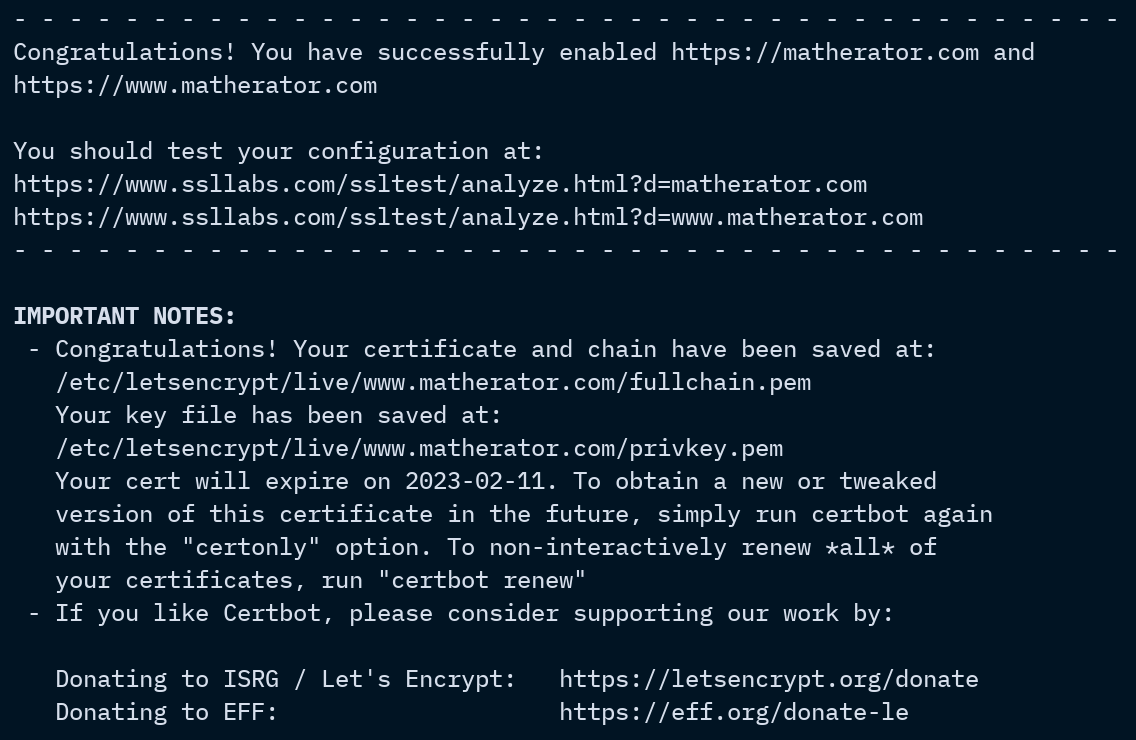 - - - - - - - - - - - - - - - - - - - - - - - - - - - - - - - - - - - - - - - -
Congratulations! You have successfully enabled https://matherator.com and
https://www.matherator.com

You should test your configuration at:
https://www.ssllabs.com/ssltest/analyze.html?d=matherator.com
https://www.ssllabs.com/ssltest/analyze.html?d=www.matherator.com
- - - - - - - - - - - - - - - - - - - - - - - - - - - - - - - - - - - - - - - -

IMPORTANT NOTES:
 - Congratulations! Your certificate and chain have been saved at:
   /etc/letsencrypt/live/www.matherator.com/fullchain.pem
   Your key file has been saved at:
   /etc/letsencrypt/live/www.matherator.com/privkey.pem
   Your cert will expire on 2023-02-11. To obtain a new or tweaked
   version of this certificate in the future, simply run certbot again
   with the "certonly" option. To non-interactively renew *all* of
   your certificates, run "certbot renew"
 - If you like Certbot, please consider supporting our work by:

   Donating to ISRG / Let's Encrypt:   https://letsencrypt.org/donate
   Donating to EFF:                    https://eff.org/donate-le